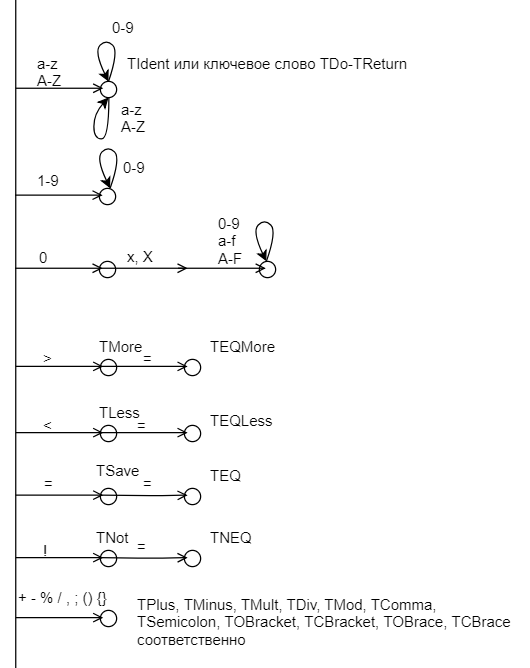 0-9
a-z
A-Z
TIdent или ключевое слово TDo-TReturn
a-z
A-Z
1-9
0-9
0
x, X
0-9
a-f
A-F
>
TMore
=
TEQMore
<
TLess
=
TEQLess
=
TSave
=
TEQ
!
TNot
=
TNEQ
+ - % / , ; () {}
TPlus, TMinus, TMult, TDiv, TMod, TComma,
TSemicolon, TOBracket, TCBracket, TOBrace, TCBrace
соответственно